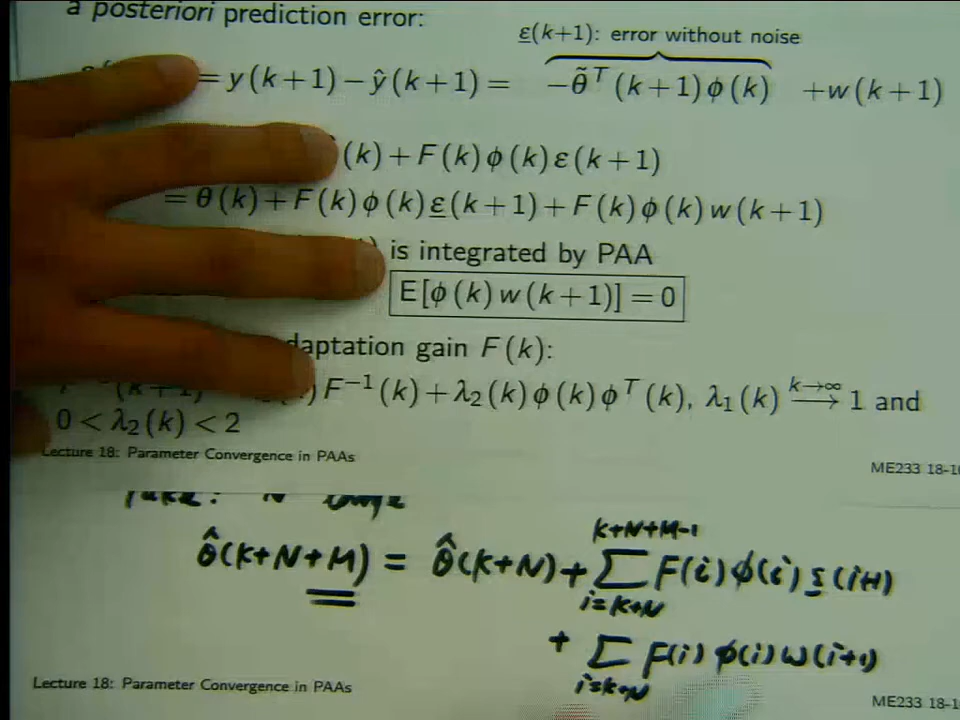 a posteriori prediction error:
ε(k+1): error without noise
= y(k+1) − ŷ(k+1) = −θ̃ᵀ(k+1)ϕ(k) +w(k+1)
(k) + F(k)ϕ(k)ε(k+1)
= θ̂(k) + F(k)ϕ(k)ε(k+1) + F(k)ϕ(k)w(k+1)
is integrated by PAA
E[ϕ(k)w(k+1)] = 0
daptation gain F(k):
F⁻¹(k) + λ₂(k)ϕ(k)ϕᵀ(k), λ₁(k) k→∞ ⟶ 1 and
0 < λ₂(k) < 2
Lecture 18: Parameter Convergence in PAAs
ME233 18-1
θ̂(k+N+M) = θ̂(k+N) + k+N+M-1 ∑ i=k+N F(i)ϕ(i)ε(i+1)
+ ∑ i=k+N F(i)ϕ(i)w(i+1)
Lecture 18: Parameter Convergence in PAAs
ME233 18-1